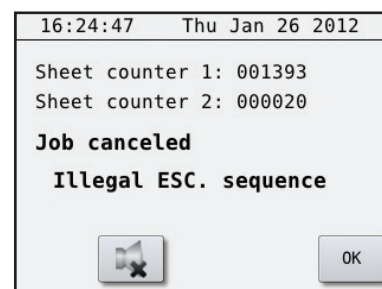 16:24:47 Thu Jan 26 2012
Sheet counter 1: 001393
Sheet counter 2: 000020
Job canceled
Illegal ESC. sequence
OK